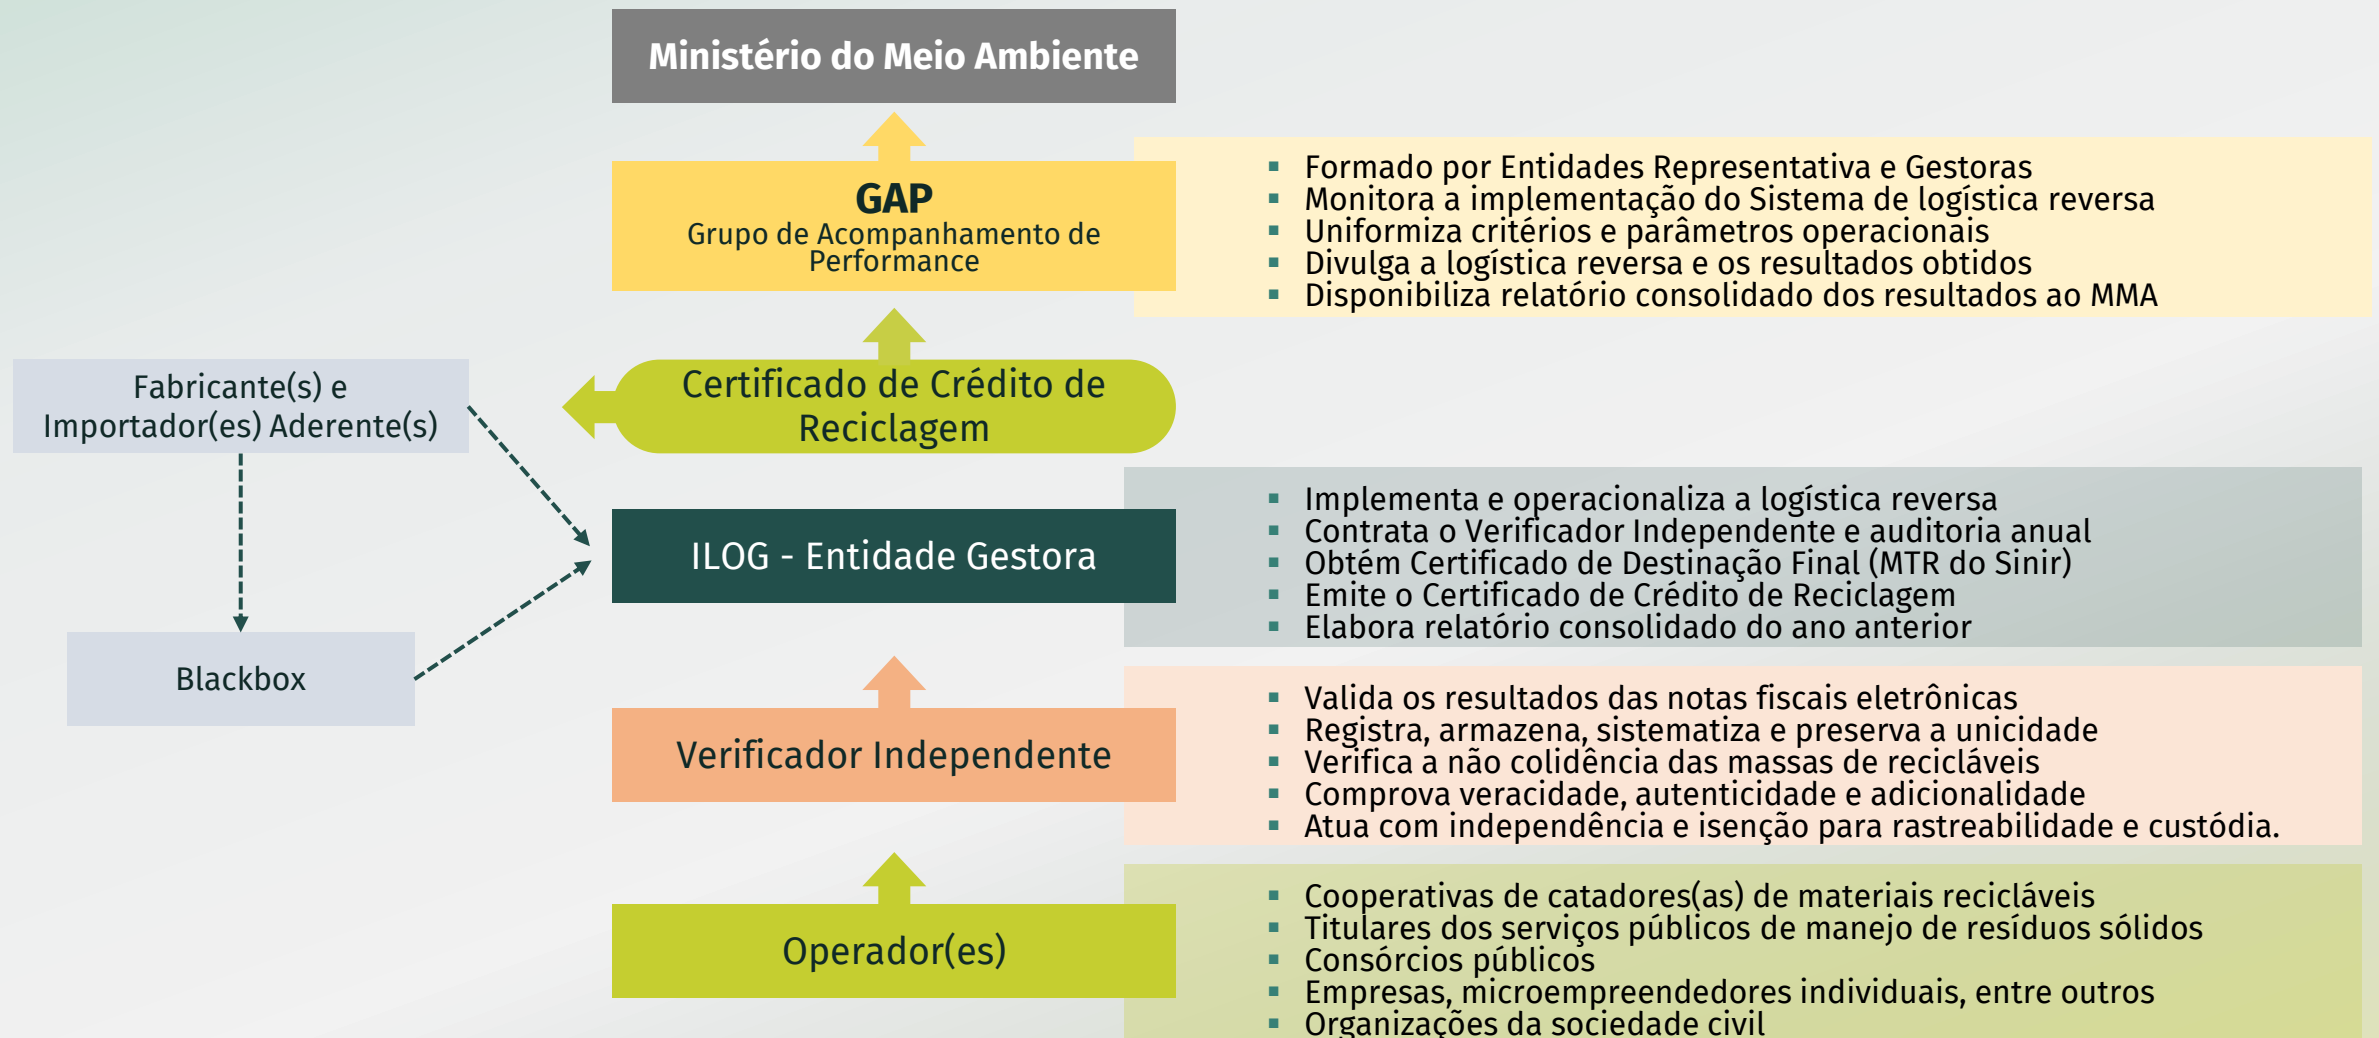 Ministério do Meio Ambiente
GAP
Grupo de Acompanhamento de
Performance
Formado por Entidades Representativa e Gestoras
Monitora a implementação do Sistema de logística reversa
Uniformiza critérios e parâmetros operacionais
Divulga a logística reversa e os resultados obtidos
Disponibiliza relatório consolidado dos resultados ao MMA
Fabricante(s) e
Importador(es) Aderente(s)
Certificado de Crédito de
Reciclagem
ILOG - Entidade Gestora
Implementa e operacionaliza a logística reversa
Contrata o Verificador Independente e auditoria anual
Obtém Certificado de Destinação Final (MTR do Sinir)
Emite o Certificado de Crédito de Reciclagem
Elabora relatório consolidado do ano anterior
Blackbox
Verificador Independente
Valida os resultados das notas fiscais eletrônicas
Registra, armazena, sistematiza e preserva a unicidade
Verifica a não colidência das massas de recicláveis
Comprova veracidade, autenticidade e adicionalidade
Atua com independência e isenção para rastreabilidade e custódia.
Operador(es)
Cooperativas de catadores(as) de materiais recicláveis
Titulares dos serviços públicos de manejo de resíduos sólidos
Consórcios públicos
Empresas, microempreendedores individuais, entre outros
Organizações da sociedade civil